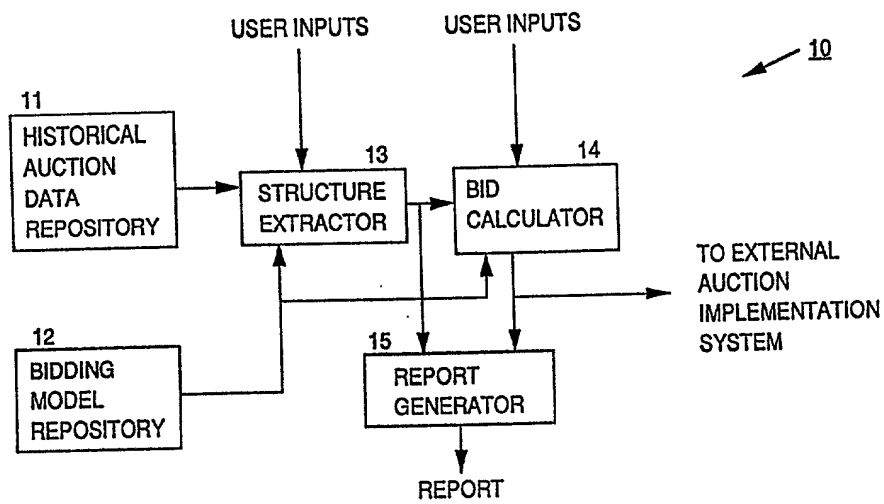 USER INPUTS
USER INPUTS
10
11
HISTORICAL
AUCTION
DATA
REPOSITORY
13
STRUCTURE
EXTRACTOR
14
BID
CALCULATOR
TO EXTERNAL
AUCTION
IMPLEMENTATION
SYSTEM
12
BIDDING
MODEL
REPOSITORY
15
REPORT
GENERATOR
REPORT